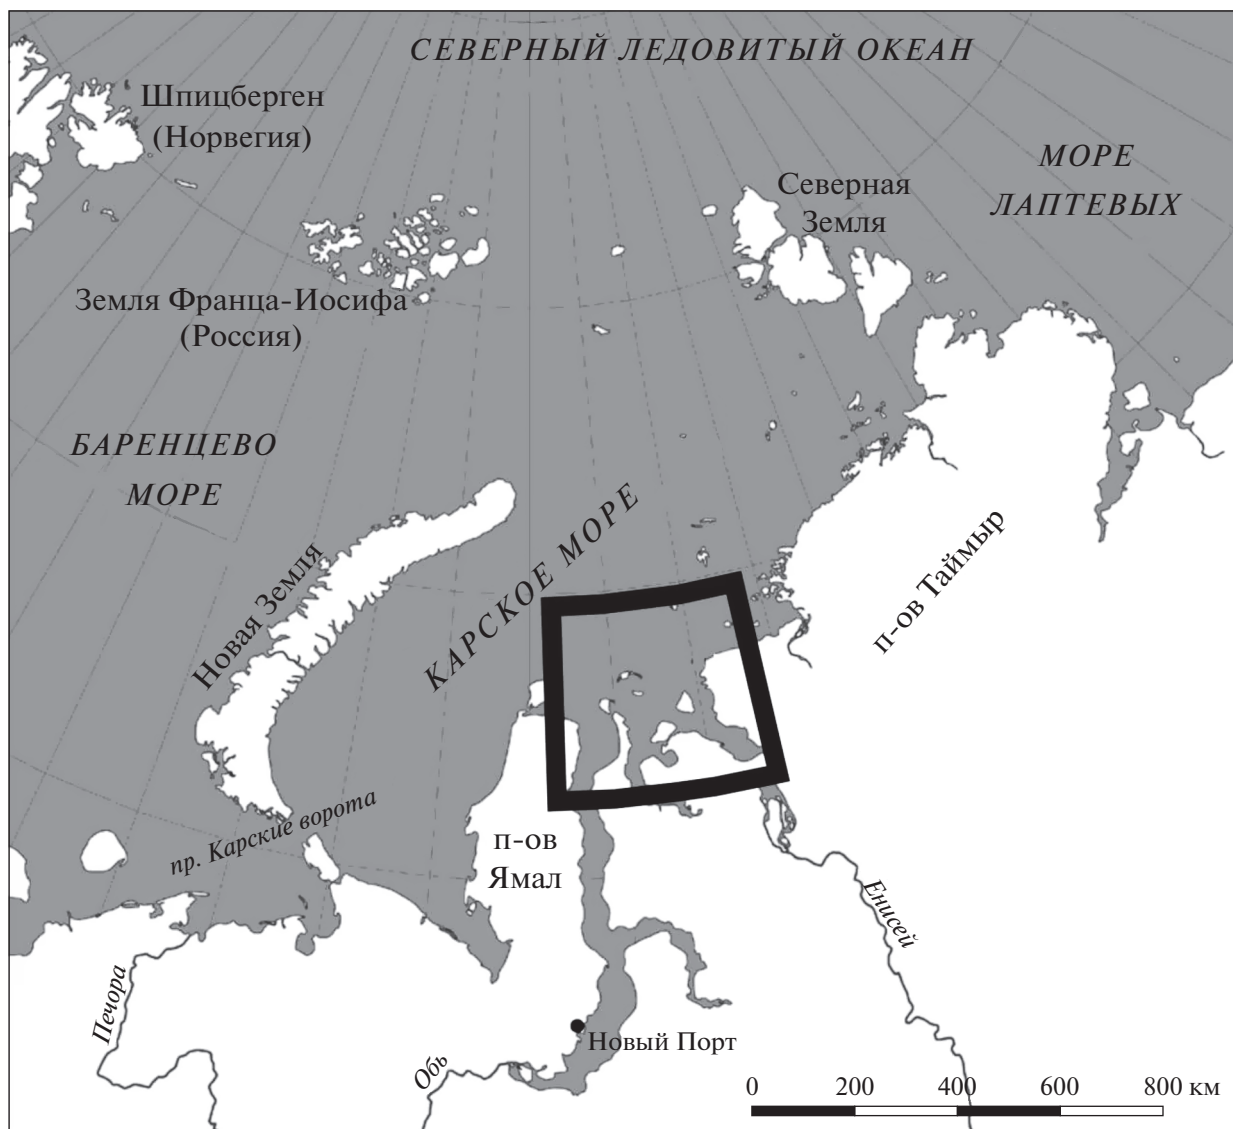 СЕВЕРНЫЙ ЛЕДОВИТЫЙ ОКЕАН
Шпицберген
(Норвегия)
МОРЕ
ЛАПТЕВЫХ
Северная
Земля
Земля Франца-Иосифа
(Россия)
БАРЕНЦЕВО
МОРЕ
КАРСКОЕ МОРЕ
Новая Земля
п-ов Таймыр
пр. Карские ворота
п-ов
Ямал
Енисей
Печора
Новый Порт
Обь
0 200 400 600 800 км